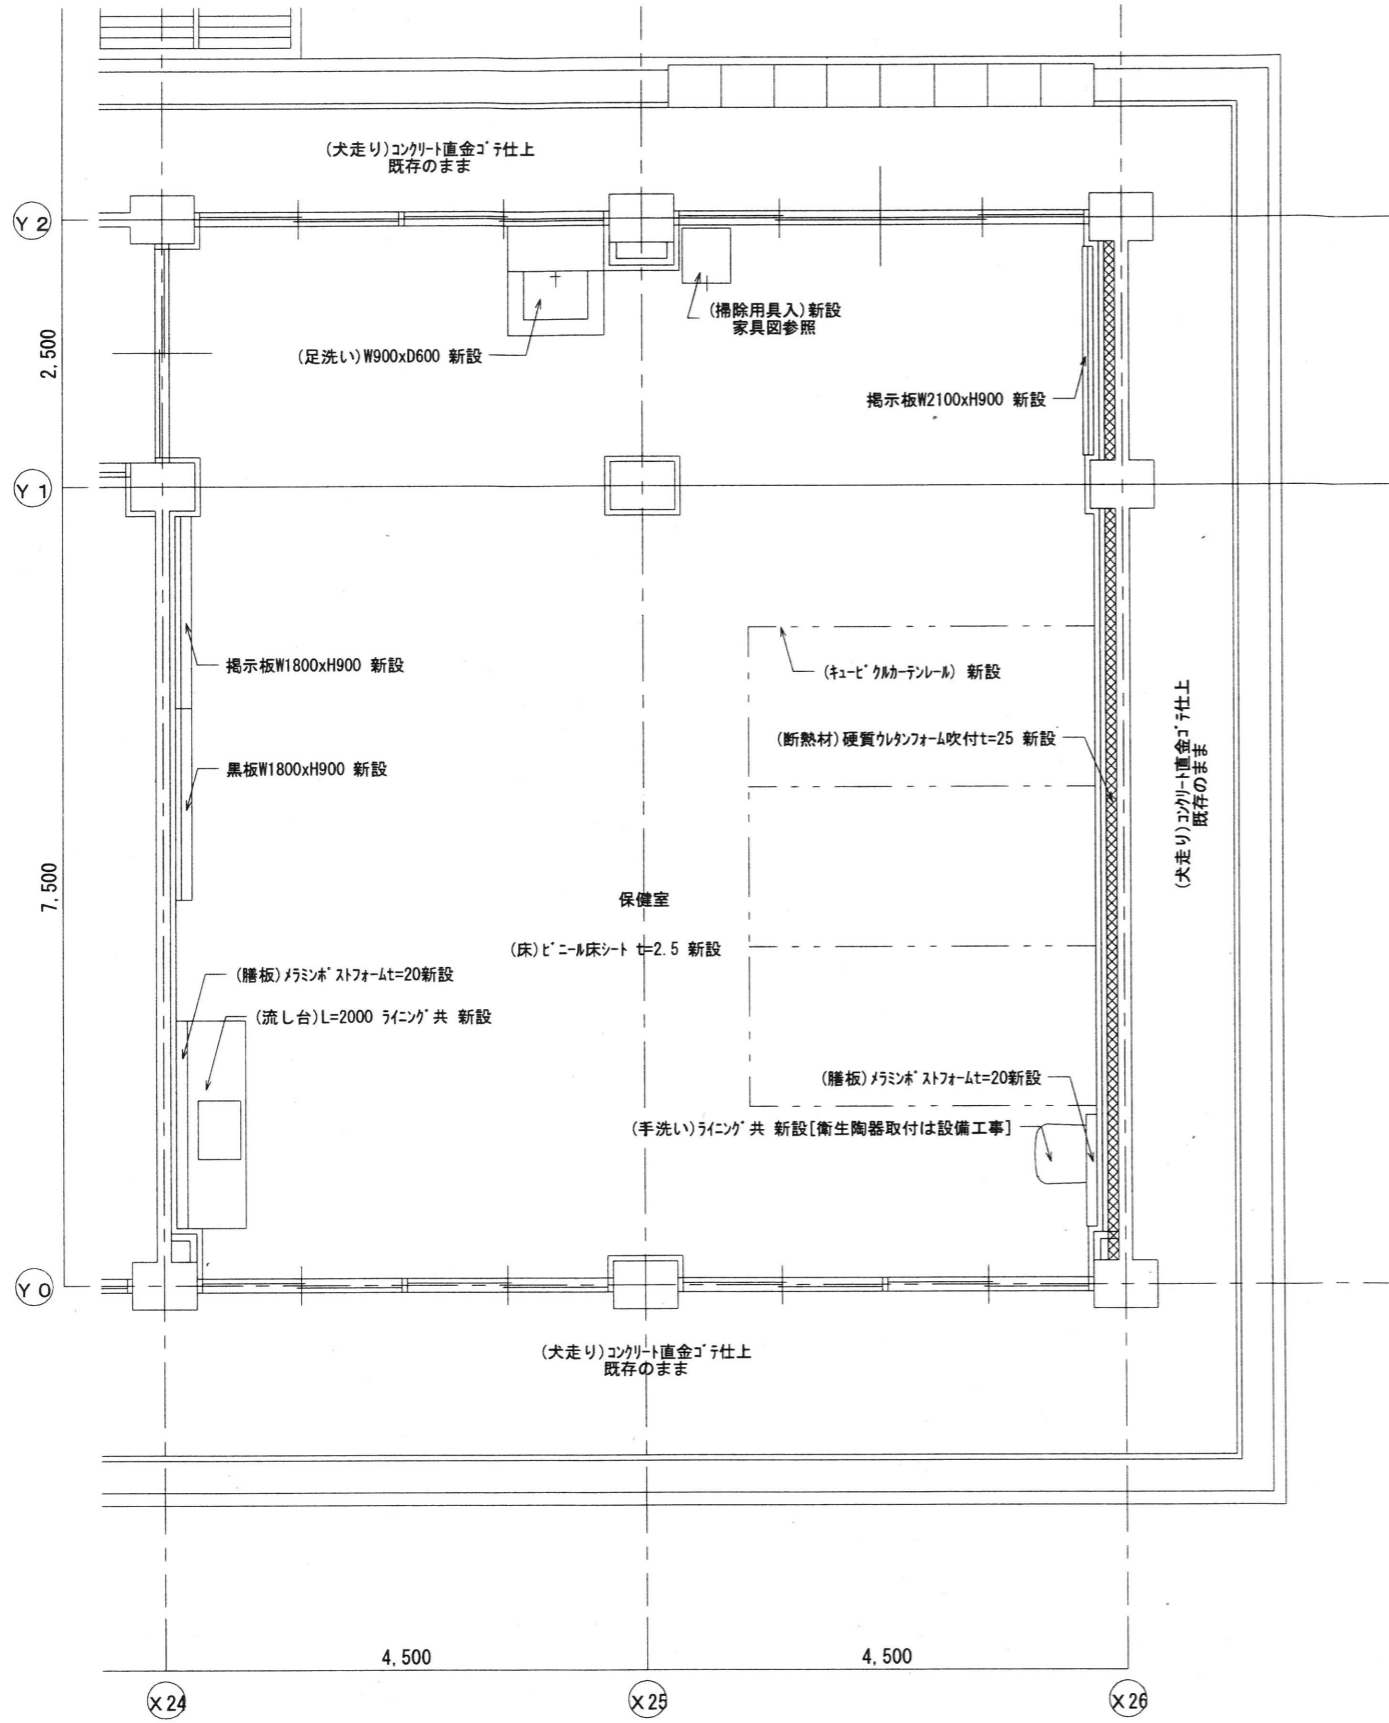 (犬走り)コンクリート直金ゴテ仕上
既存のまま
Y2
(掃除用具入)新設
家具図参照
(足洗い)W900xD600 新設
2,500
掲示板W2100xH900 新設
Y1
掲示板W1800xH900 新設
(キュービクルカーテンレール) 新設
(断熱材)硬質ウレタンフォーム吹付t=25 新設
黒板W1800xH900 新設
(犬走り)コンクリート直金ゴテ仕上
既存のまま
7,500
保健室
(床)ビニール床シート t=2.5 新設
(膳板)メラミンポストフォームt=20新設
(流し台)L=2000 ライニング共 新設
(膳板)メラミンポストフォームt=20新設
(手洗い)ライニング共 新設[衛生陶器取付は設備工事]
Y0
(犬走り)コンクリート直金ゴテ仕上
既存のまま
4,500
4,500
X24
X25
X26